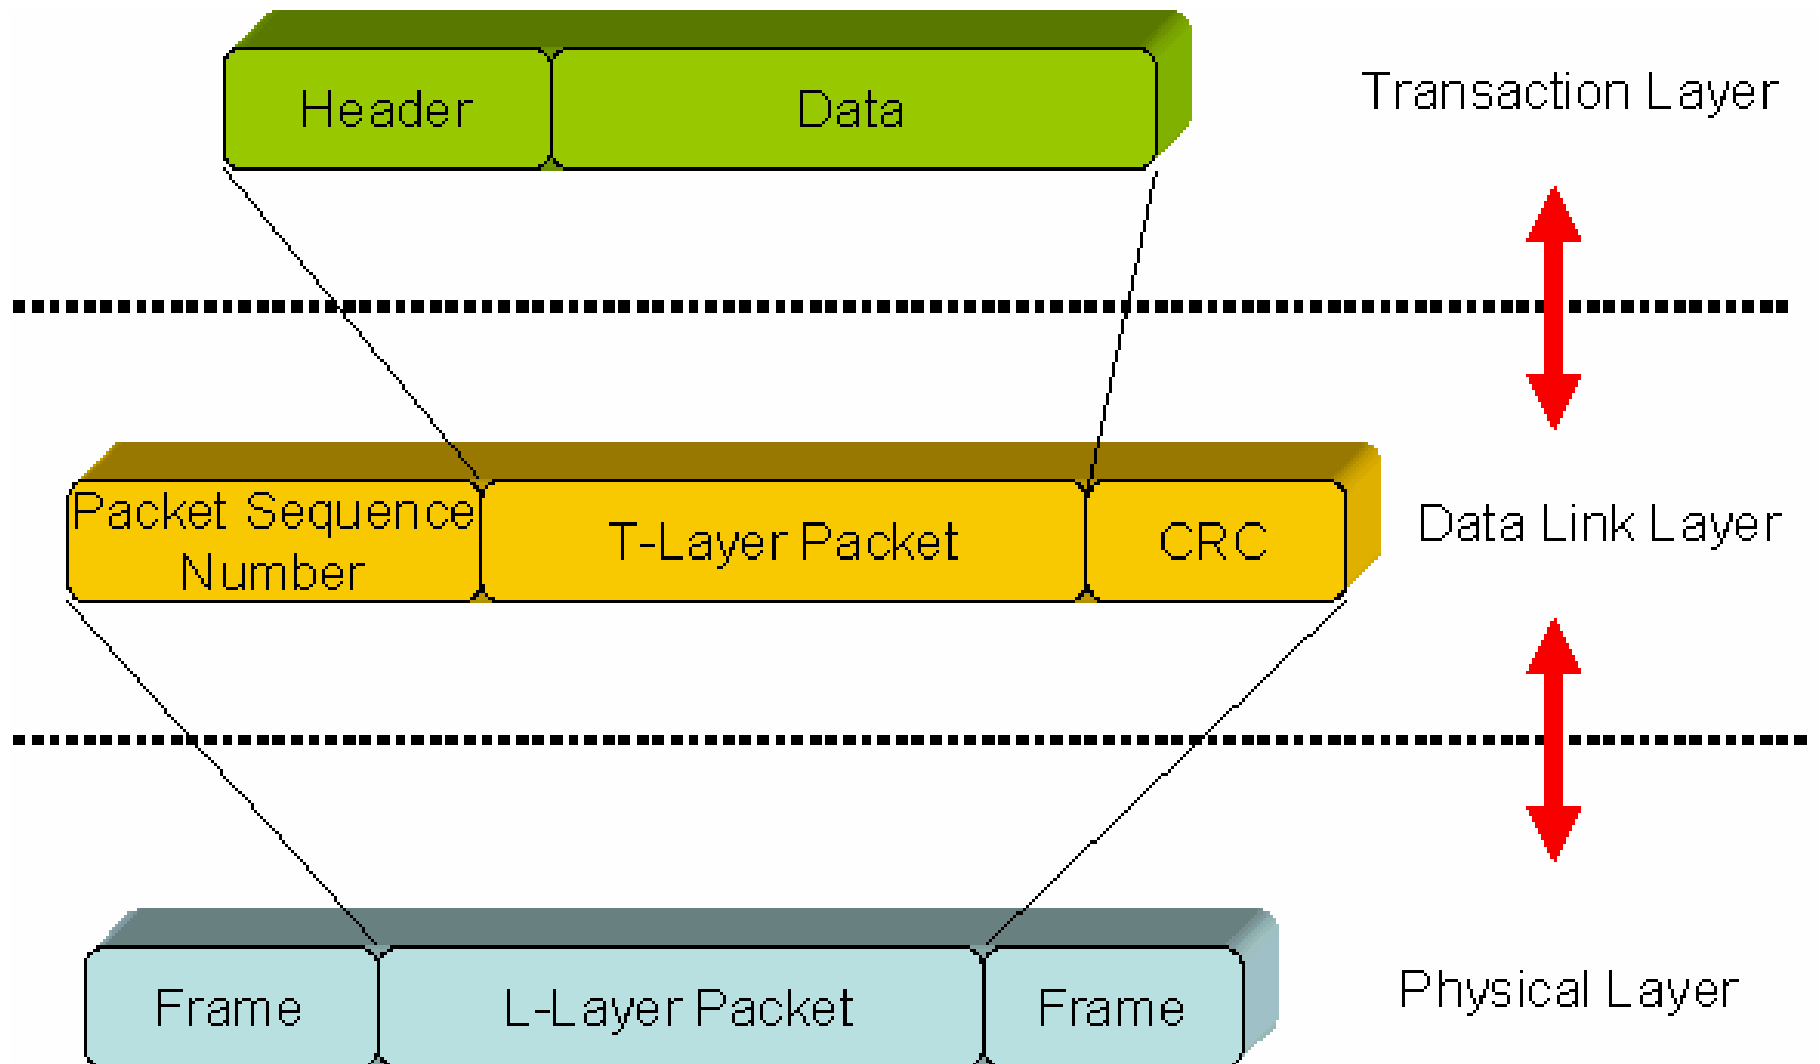 Header
Data
Transaction Layer
Packet Sequence
Number
T-Layer Packet
CRC
Data Link Layer
Frame
L-Layer Packet
Frame
Physical Layer